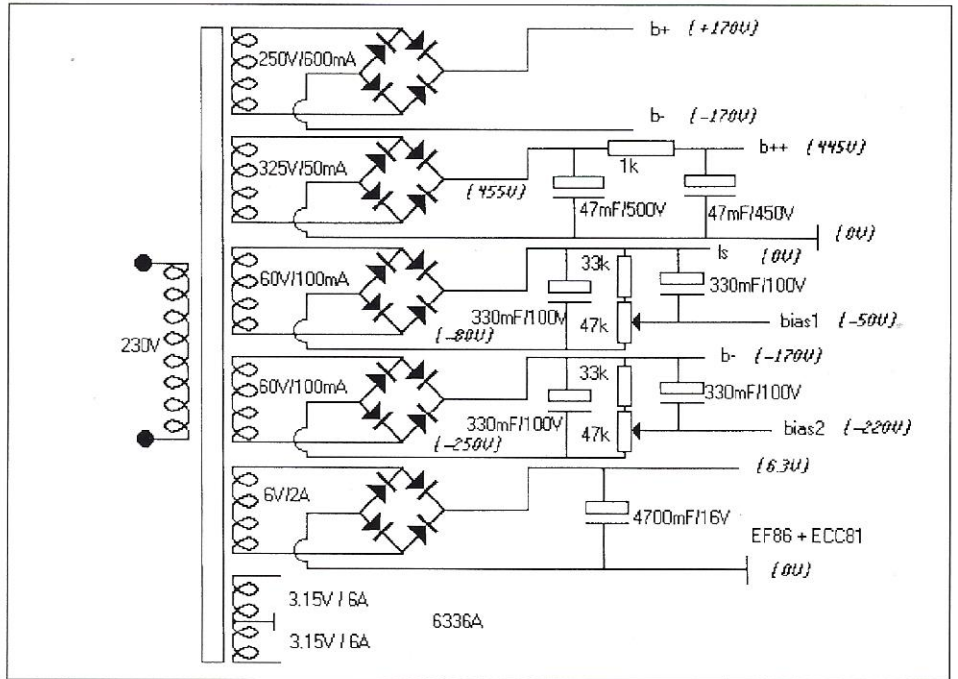 b+ (+170V)
250V/600mA
b- (-170V)
325V/50mA
b++ (445V)
1k
(455V)
47mF/500V
47mF/450V
(0V)
ls (0V)
33k
60V/100mA
330mF/100V
330mF/100V
47k
bias1 (-50V)
(-80V)
230V
b- (-170V)
33k
60V/100mA
330mF/100V
330mF/100V
47k
bias2 (-220V)
(-250V)
(6.3V)
6V/2A
4700mF/16V
EF86 + ECC81
(0V)
3.15V / 6A
6336A
3.15V / 6A